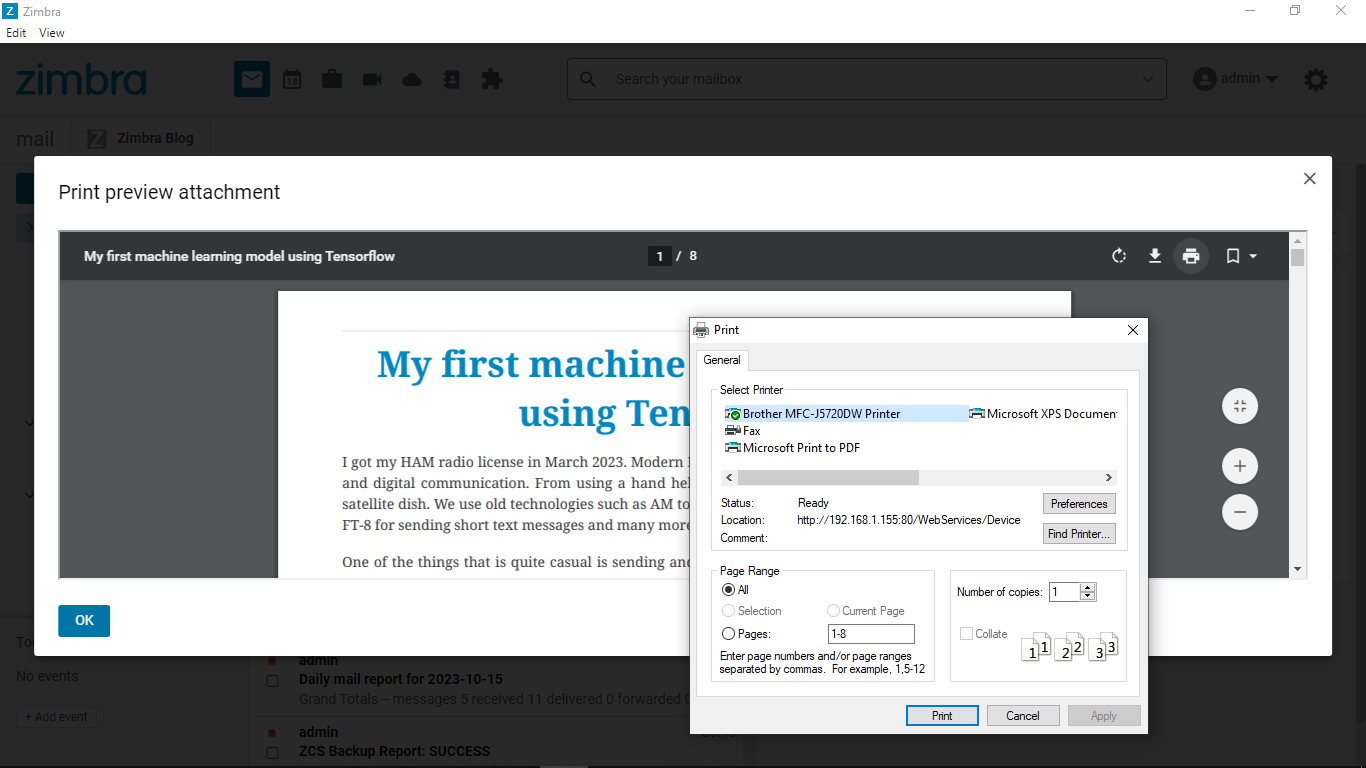 Zimbra
Edit View
zimbra
18
Search your mailbox
admin
mail
Zimbra Blog
Print preview attachment
My first machine learning model using Tensorflow
1 / 8
My first machine
using Ten
I got my HAM radio license in March 2023. Modern
and digital communication. From using a hand hel
satellite dish. We use old technologies such as AM to
FT-8 for sending short text messages and many more
One of the things that is quite casual is sending an
OK
Print
General
Select Printer
Brother MFC-J5720DW Printer
Microsoft XPS Documen
Fax
Microsoft Print to PDF
Status: Ready
Preferences
Location: http://192.168.1.155:80/WebServices/Device
Find Printer...
Comment:
Page Range
All
Selection
Current Page
Pages: 1-8
Enter page numbers and/or page ranges
separated by commas. For example, 1,5-12
Number of copies: 1
Collate
1 1 2 2 3 3
Print
Cancel
Apply
To
No events
+ Add event
admin
Daily mail report for 2023-10-15
Grand Totals – messages 5 received 11 delivered 0 forwarded
admin
ZCS Backup Report: SUCCESS